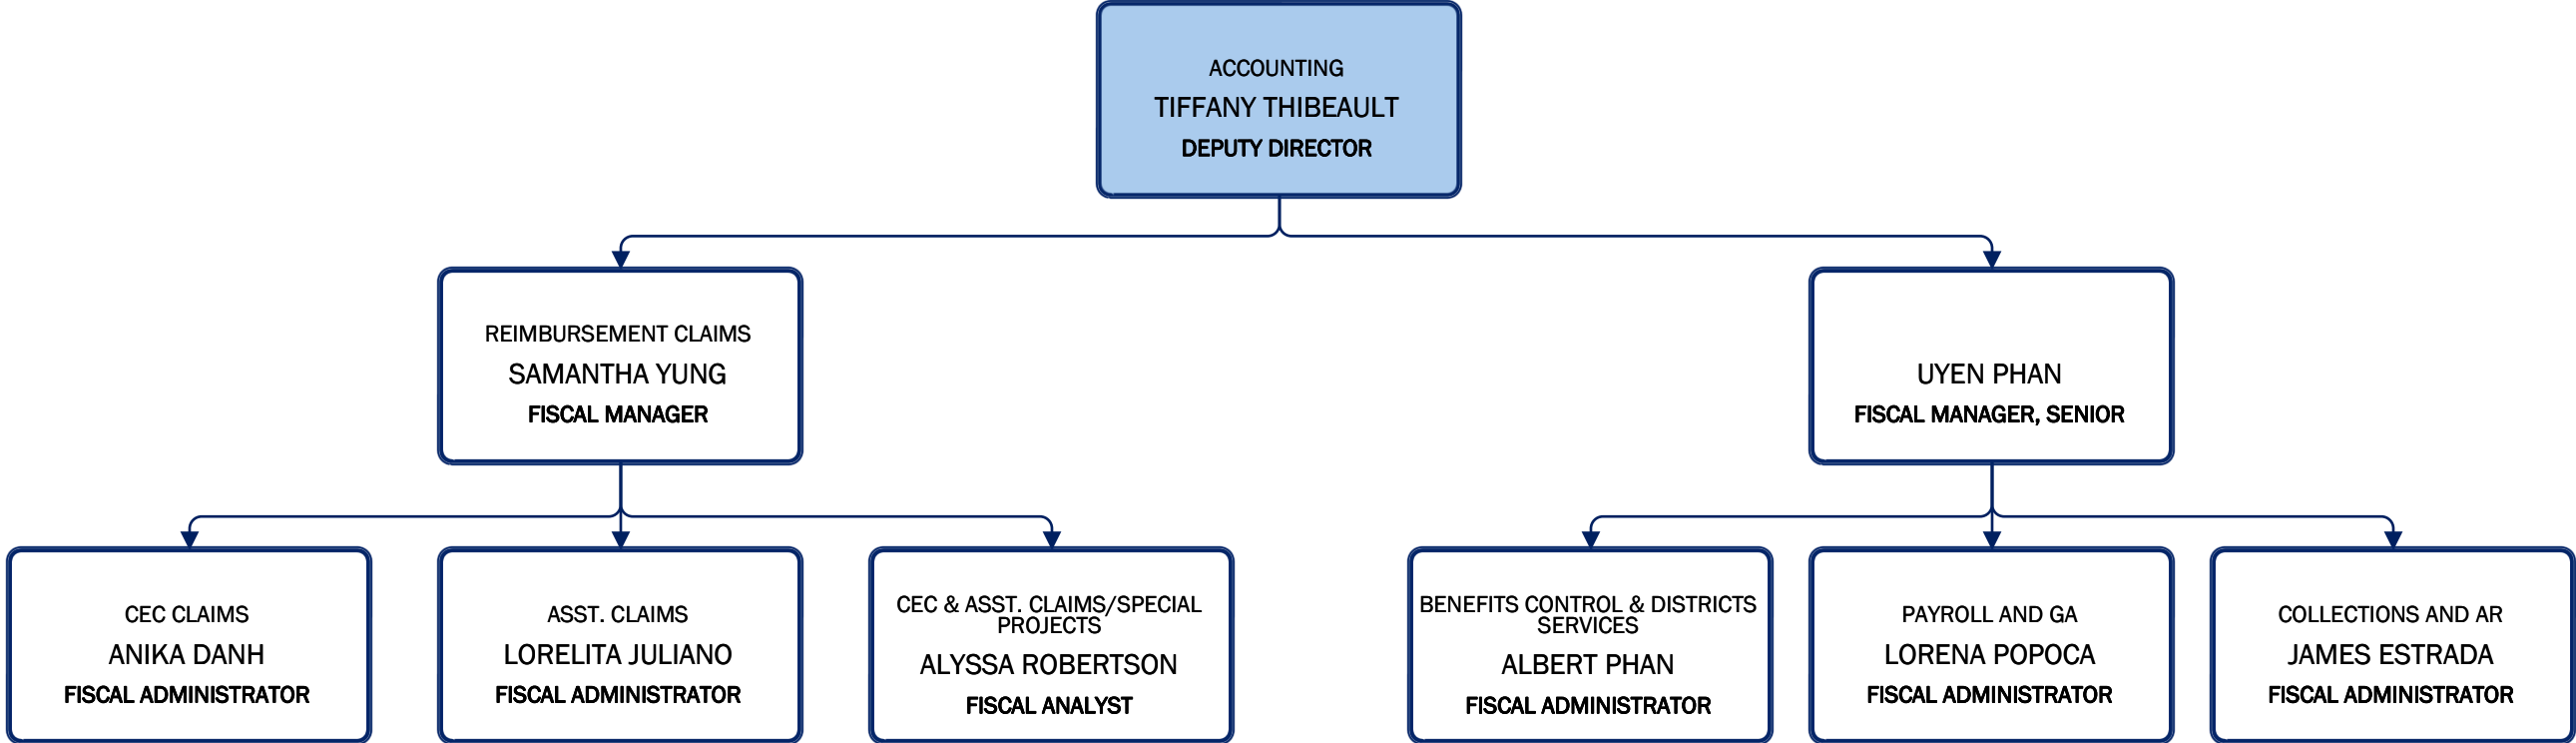 ACCOUNTING
TIFFANY THIBEAULT
DEPUTY DIRECTOR
REIMBURSEMENT CLAIMS
SAMANTHA YUNG
FISCAL MANAGER
UYEN PHAN
FISCAL MANAGER, SENIOR
CEC CLAIMS
ANIKA DANH
FISCAL ADMINISTRATOR
ASST. CLAIMS
LORELITA JULIANO
FISCAL ADMINISTRATOR
CEC & ASST. CLAIMS/SPECIAL
PROJECTS
ALYSSA ROBERTSON
FISCAL ANALYST
BENEFITS CONTROL & DISTRICTS
SERVICES
ALBERT PHAN
FISCAL ADMINISTRATOR
PAYROLL AND GA
LORENA POPOCA
FISCAL ADMINISTRATOR
COLLECTIONS AND AR
JAMES ESTRADA
FISCAL ADMINISTRATOR